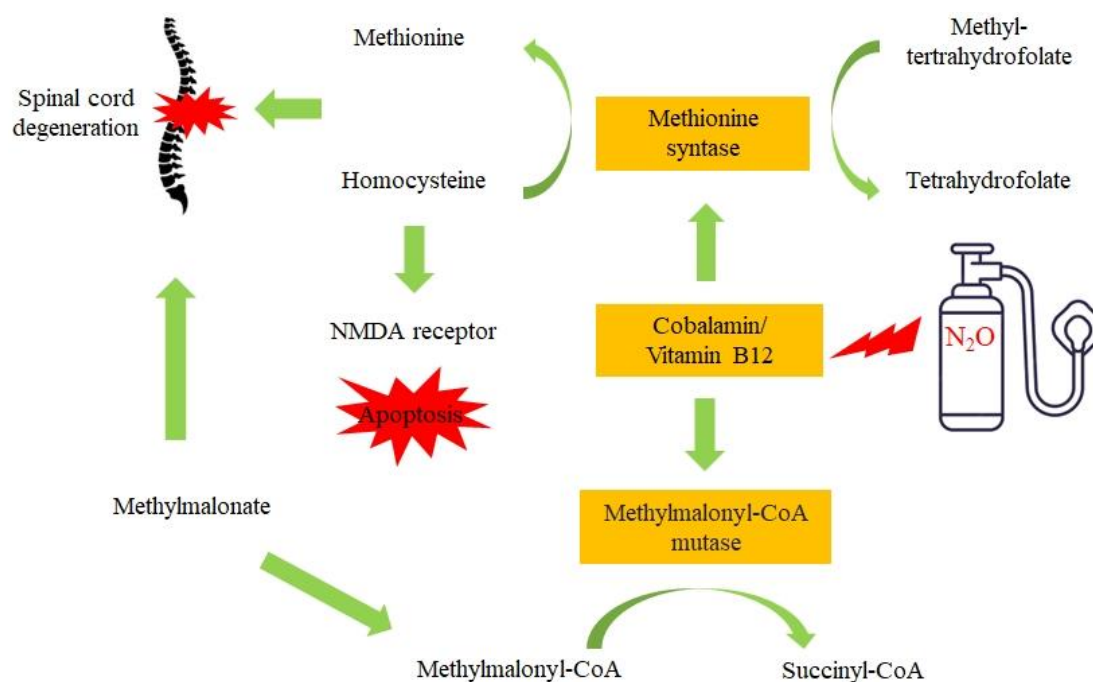 Methionine
Methyl-
tertrahydrofolate
Spinal cord
degeneration
Methionine
syntase
Homocysteine
Tetrahydrofolate
NMDA receptor
Cobalamin/
Vitamin B12
N₂O
Apoptosis
Methylmalonate
Methylmalonyl-CoA
mutase
Methylmalonyl-CoA
Succinyl-CoA